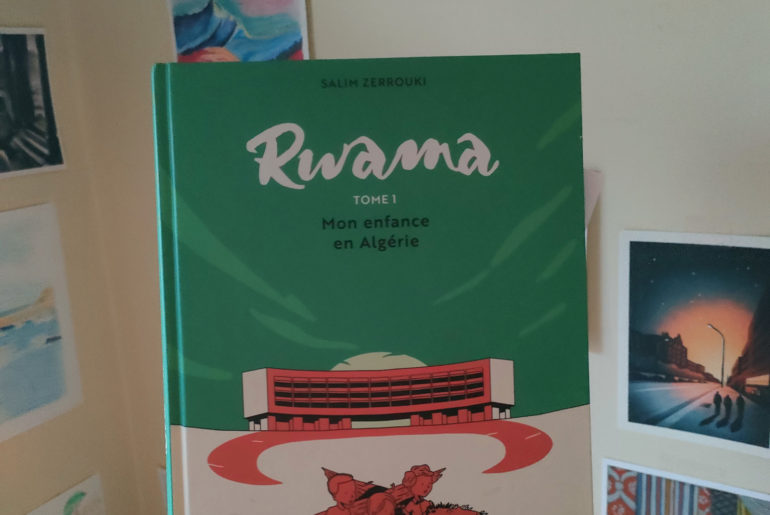 SALIM ZERROUKI
Rwama
TOME 1
Mon enfance
en Algérie